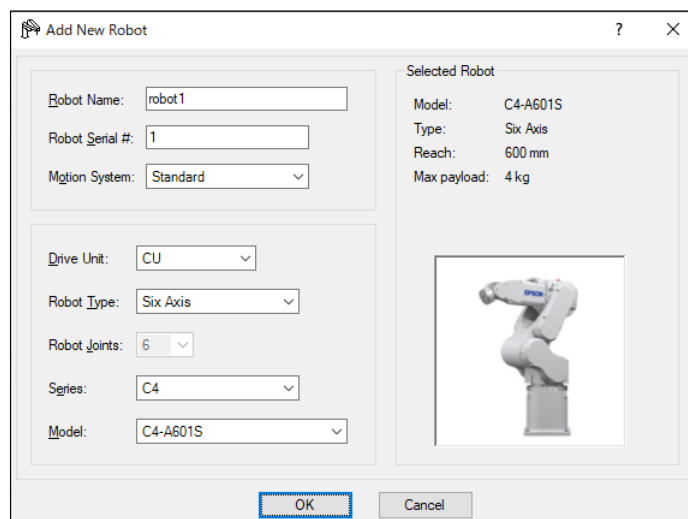 Add New Robot
?
Robot Name: robot1
Robot Serial #: 1
Motion System: Standard
Drive Unit: CU
Robot Type: Six Axis
Robot Joints: 6
Series: C4
Model: C4-A601S
Selected Robot
Model: C4-A601S
Type: Six Axis
Reach: 600 mm
Max payload: 4 kg
EPSON
OK
Cancel